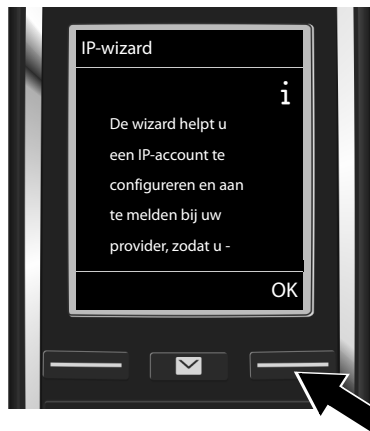 IP-wizard
i
De wizard helpt u
een IP-account te
configureren en aan
te melden bij uw
provider, zodat u -
OK